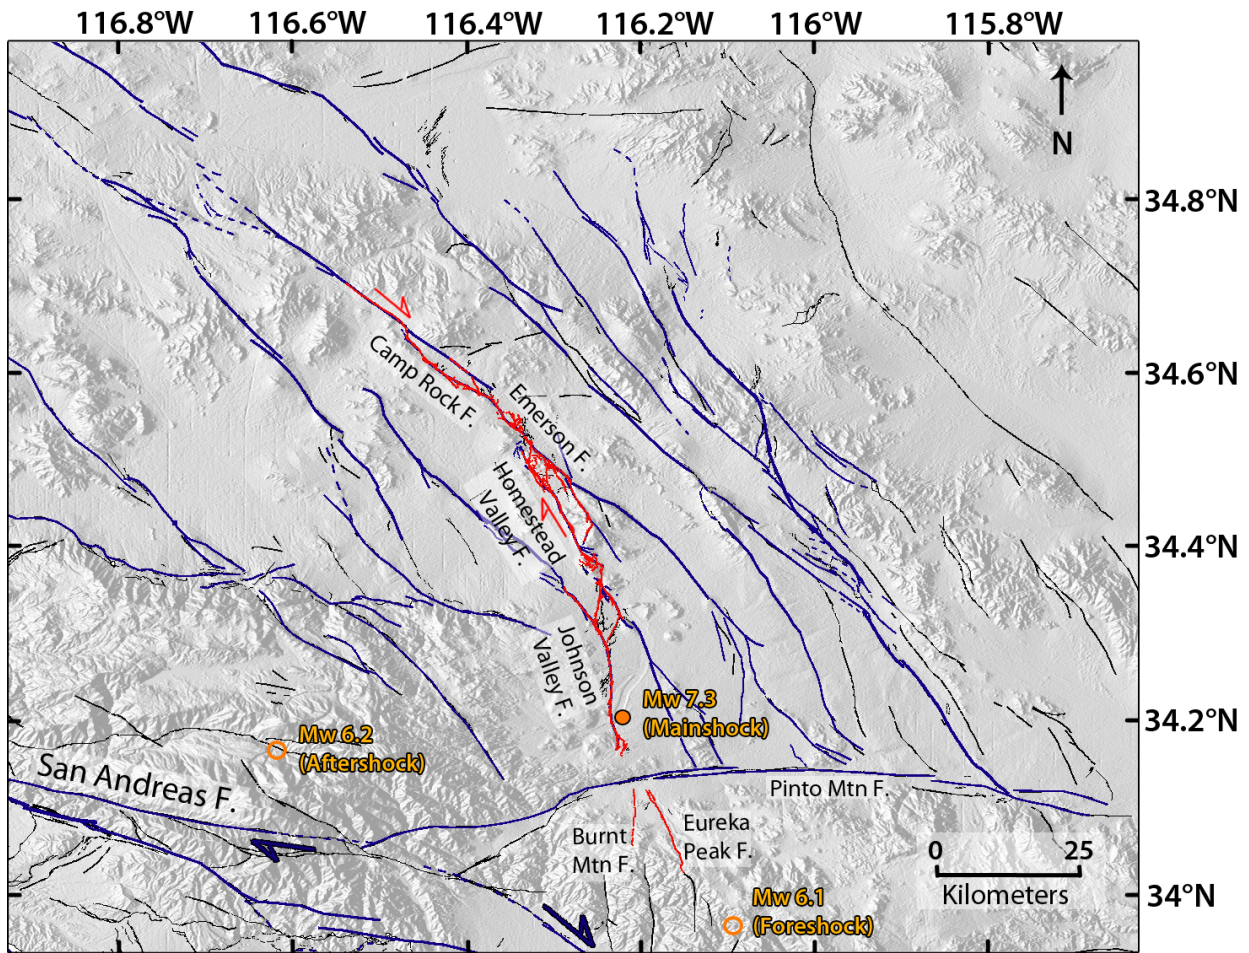 116.8°W
116.6°W
116.4°W
116.2°W
116°W
115.8°W
N
34.8°N
34.6°N
34.4°N
34.2°N
34°N
Camp Rock F.
Emerson F.
Homestead
Valley F.
Johnson
Valley F.
Mw 7.3
(Mainshock)
Mw 6.2
(Aftershock)
San Andreas F.
Pinto Mtn F.
Burnt
Mtn F.
Eureka
Peak F.
0
25
Kilometers
Mw 6.1
(Foreshock)